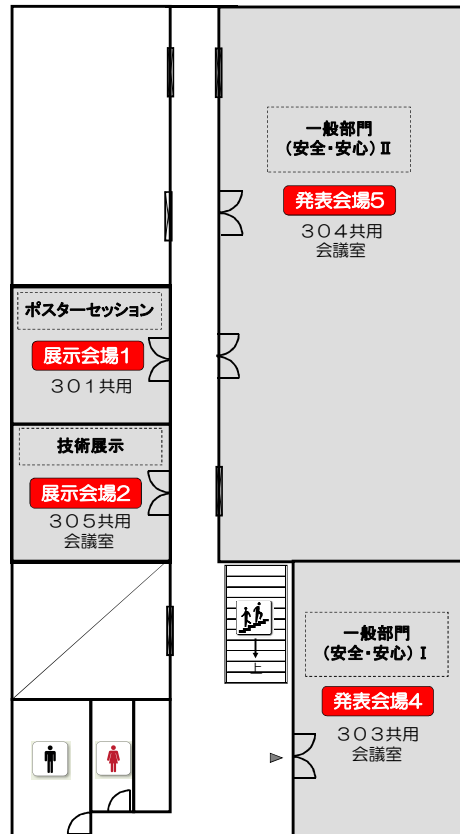 一般部門
(安全・安心)Ⅱ
発表会場5
３０４共用
会議室
ポスターセッション
展示会場1
３０１共用
技術展示
展示会場2
３０５共用
会議室
上
一般部門
(安全・安心)Ⅰ
発表会場4
３０３共用
会議室